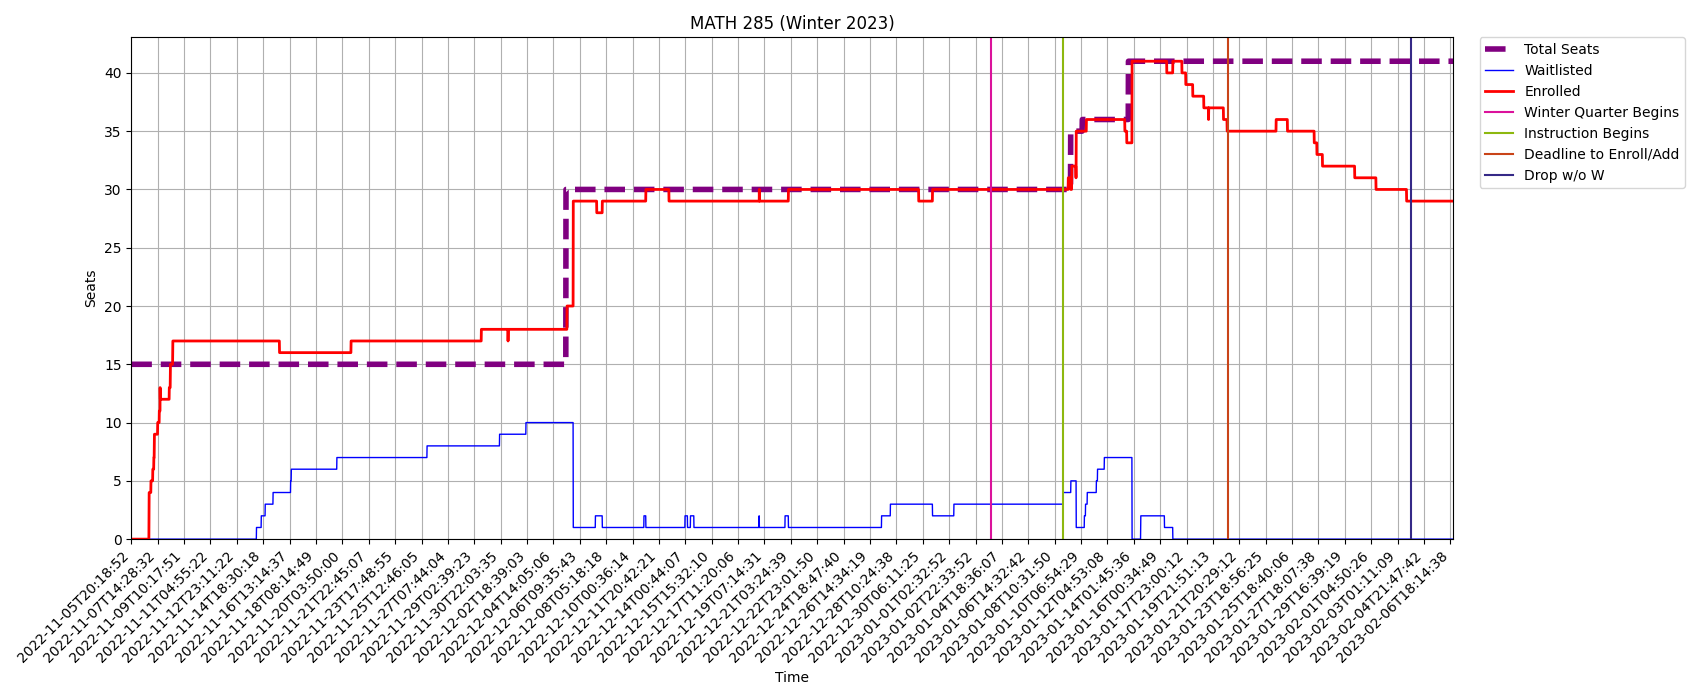 MATH 285 (Winter 2023)
Seats
40
35
30
25
20
15
10
5
0
2022-11-05T20:18:52
2022-11-07T14:28:32
2022-11-09T10:17:51
2022-11-11T04:55:22
2022-11-12T23:11:22
2022-11-14T18:30:18
2022-11-16T13:14:37
2022-11-18T08:14:49
2022-11-20T03:50:00
2022-11-21T22:45:07
2022-11-23T17:48:55
2022-11-25T12:46:05
2022-11-27T07:44:04
2022-11-29T02:39:23
2022-11-30T22:03:35
2022-12-02T18:39:03
2022-12-04T14:05:06
2022-12-06T09:35:43
2022-12-08T05:18:18
2022-12-10T00:36:14
2022-12-11T20:42:21
2022-12-14T00:44:07
2022-12-15T15:32:10
2022-12-17T11:20:06
2022-12-19T07:14:31
2022-12-21T03:24:39
2022-12-22T23:01:50
2022-12-24T18:47:40
2022-12-26T14:34:19
2022-12-28T10:24:38
2022-12-30T06:11:25
2023-01-01T02:32:52
2023-01-02T22:33:52
2023-01-04T18:36:07
2023-01-06T14:32:42
2023-01-08T10:31:50
2023-01-10T06:54:29
2023-01-12T04:53:08
2023-01-14T01:45:36
2023-01-16T00:34:49
2023-01-17T23:00:12
2023-01-19T21:51:13
2023-01-21T20:29:12
2023-01-23T18:56:25
2023-01-25T18:40:06
2023-01-27T18:07:38
2023-01-29T16:39:19
2023-02-01T04:50:26
2023-02-03T01:11:09
2023-02-04T21:47:42
2023-02-06T18:14:38
Time
Total Seats
Waitlisted
Enrolled
Winter Quarter Begins
Instruction Begins
Deadline to Enroll/Add
Drop w/o W